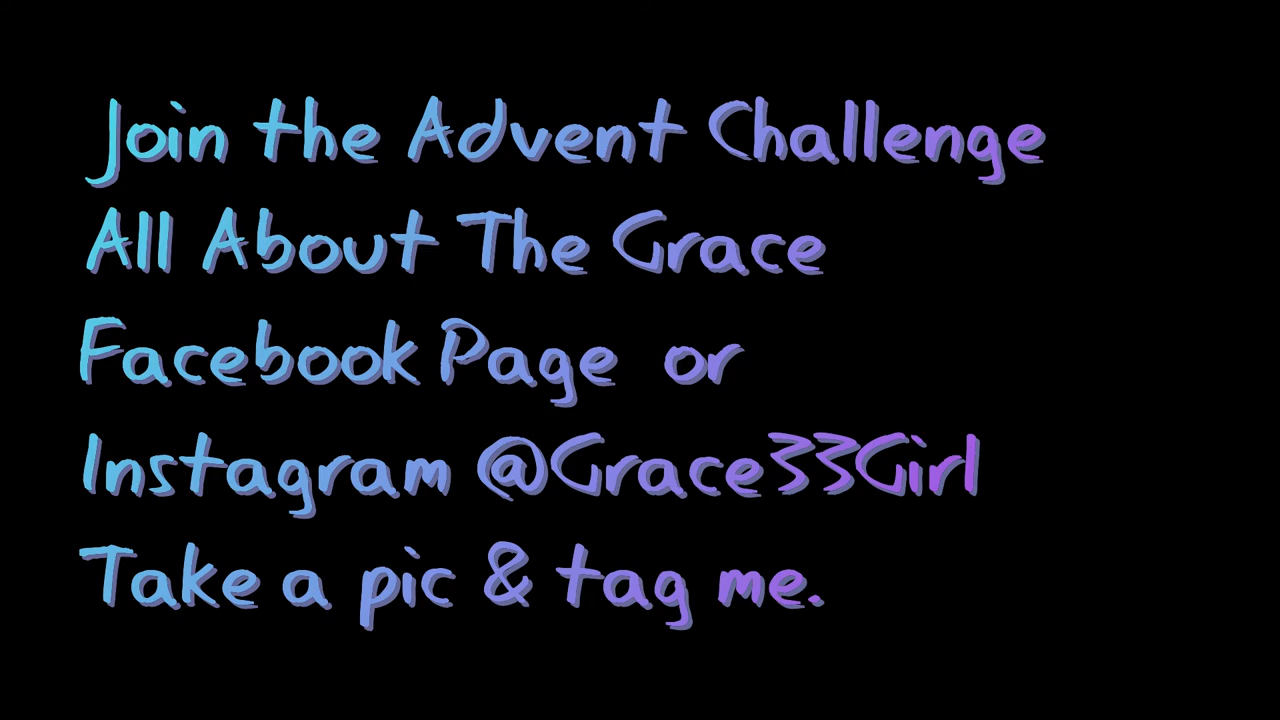 Join the Advent Challenge
All About The Grace
Facebook Page or
Instagram @Grace33Girl
Take a pic & tag me.